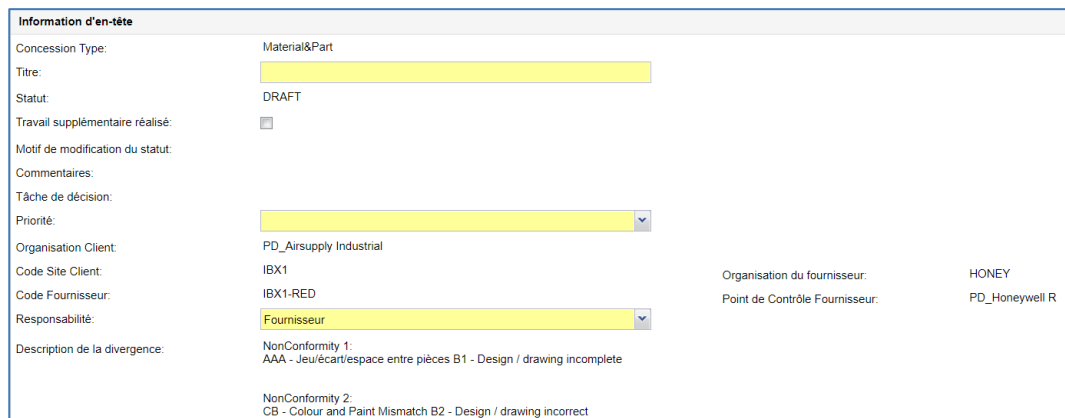 Information d'en-tête
Concession Type: Material&Part
Titre:
Statut: DRAFT
Travail supplémentaire réalisé:
Motif de modification du statut:
Commentaires:
Tâche de décision:
Priorité:
Organisation Client: PD_Airsupply Industrial
Code Site Client: IBX1 Organisation du fournisseur: HONEY
Code Fournisseur: IBX1-RED Point de Contrôle Fournisseur: PD_Honeywell R
Responsabilité: Fournisseur
Description de la divergence: NonConformity 1:
AAA - Jeu/écart/espace entre pièces B1 - Design / drawing incomplete
NonConformity 2:
CB - Colour and Paint Mismatch B2 - Design / drawing incorrect